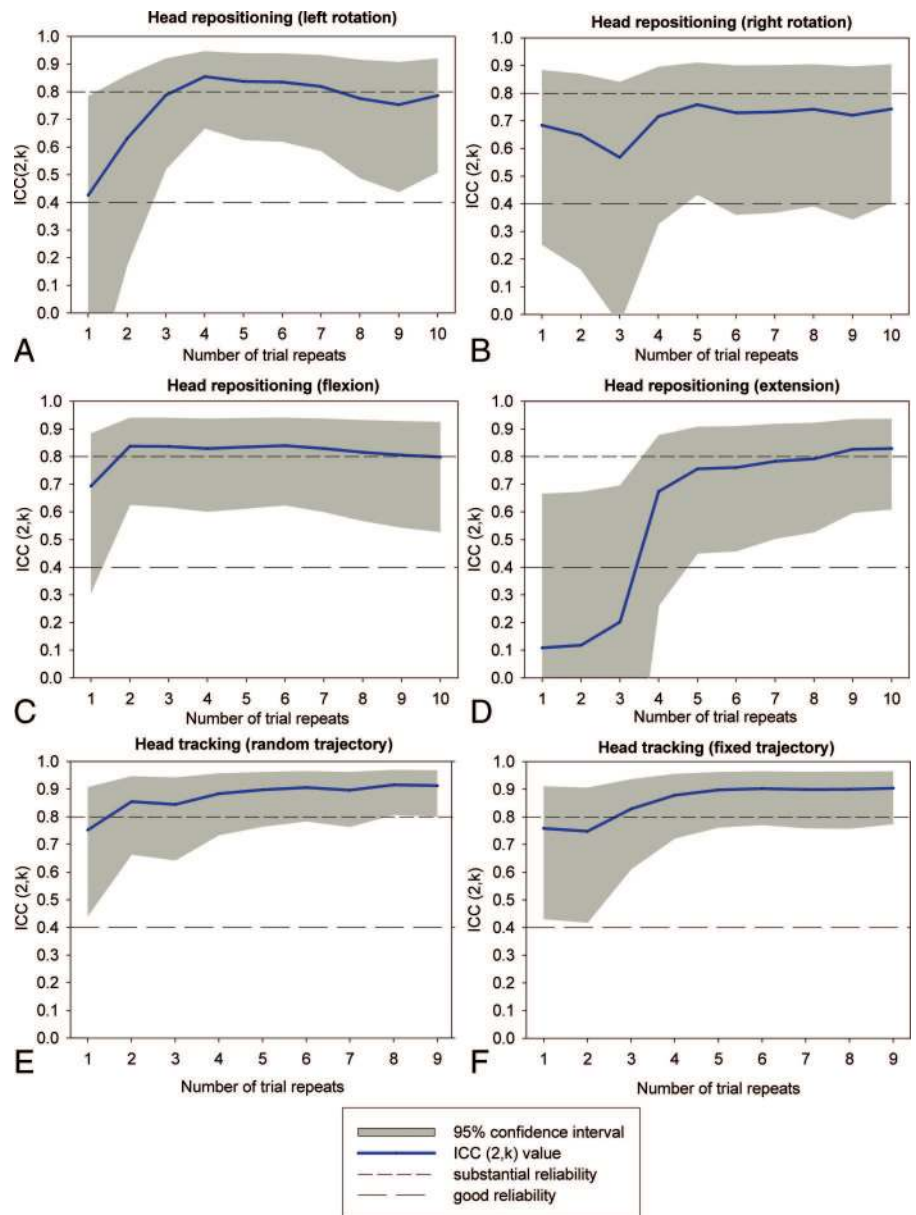 Head repositioning (left rotation)
1.0
0.9
0.8
0.7
0.6
0.5
0.4
0.3
0.2
0.1
0.0
ICC(2,k)
1 2 3 4 5 6 7 8 9 10
Number of trial repeats
A
Head repositioning (right rotation)
1.0
0.9
0.8
0.7
0.6
0.5
0.4
0.3
0.2
0.1
0.0
ICC (2,k)
1 2 3 4 5 6 7 8 9 10
Number of trial repeats
B
Head repositioning (flexion)
1.0
0.9
0.8
0.7
0.6
0.5
0.4
0.3
0.2
0.1
0.0
ICC (2,k)
1 2 3 4 5 6 7 8 9 10
Number of trial repeats
C
Head repositioning (extension)
1.0
0.9
0.8
0.7
0.6
0.5
0.4
0.3
0.2
0.1
0.0
ICC (2,k)
1 2 3 4 5 6 7 8 9 10
Number of trial repeats
D
Head tracking (random trajectory)
1.0
0.9
0.8
0.7
0.6
0.5
0.4
0.3
0.2
0.1
0.0
ICC (2,k)
1 2 3 4 5 6 7 8 9
Number of trial repeats
E
Head tracking (fixed trajectory)
1.0
0.9
0.8
0.7
0.6
0.5
0.4
0.3
0.2
0.1
0.0
ICC (2,k)
1 2 3 4 5 6 7 8 9
Number of trial repeats
F
95% confidence interval
ICC (2,k) value
substantial reliability
good reliability